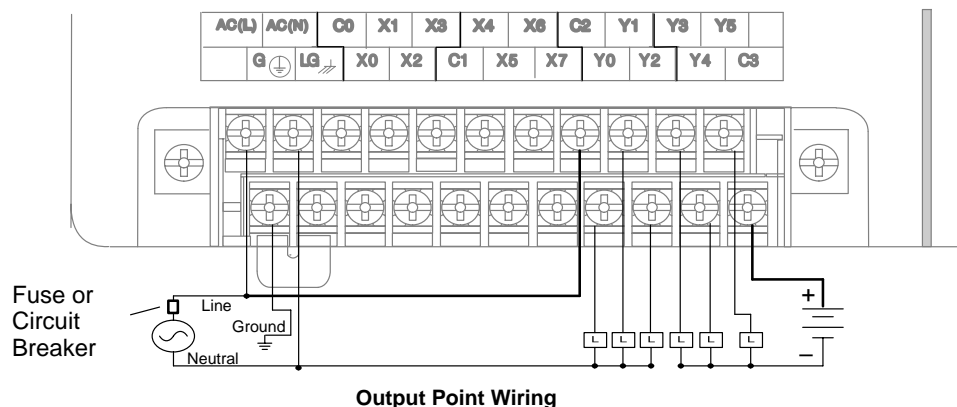 AC(L) AC(N) C0 X1 X3 X4 X6 C2 Y1 Y3 Y5
G LG X0 X2 C1 X5 X7 Y0 Y2 Y4 C3
Fuse or
Circuit
Breaker
Line
Ground
Neutral
L L L L L L
+
–
Output Point Wiring